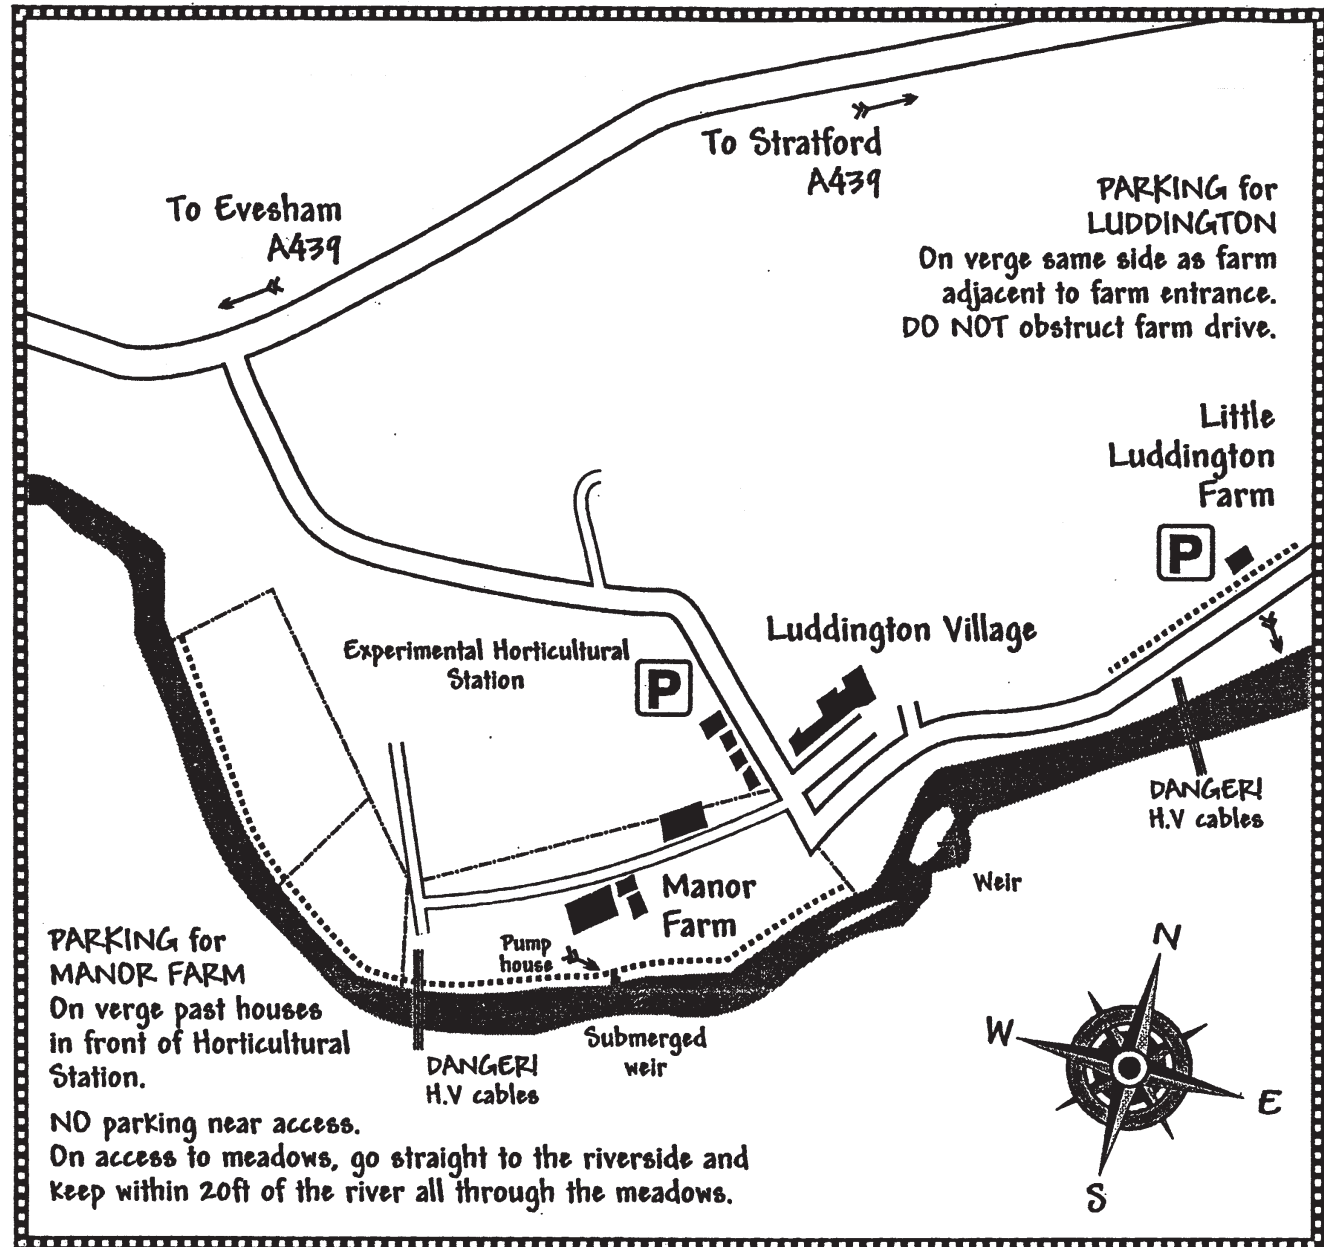 To Stratford
A439
To Evesham
A439
PARKING for
LUDDINGTON
On verge same side as farm
adjacent to farm entrance.
DO NOT obstruct farm drive.
Little
Luddington
Farm
P
Luddington Village
Experimental Horticultural
Station
P
DANGER!
H.V cables
Weir
Manor
Farm
Pump
house
Submerged
weir
DANGER!
H.V cables
PARKING for
MANOR FARM
On verge past houses
in front of Horticultural
Station.
NO parking near access.
On access to meadows, go straight to the riverside and
keep within 20ft of the river all through the meadows.
N
W
E
S